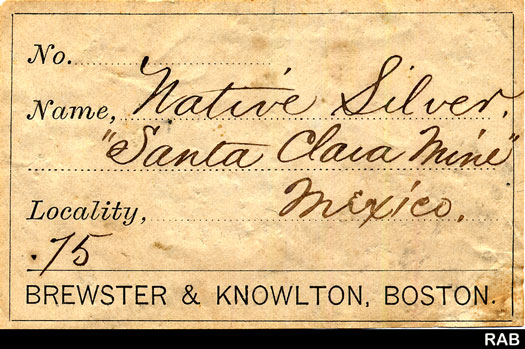 No.
Name, Native Silver.
"Santa Clara Mine"
Locality, Mexico.
.75
BREWSTER & KNOWLTON, BOSTON.
RAB